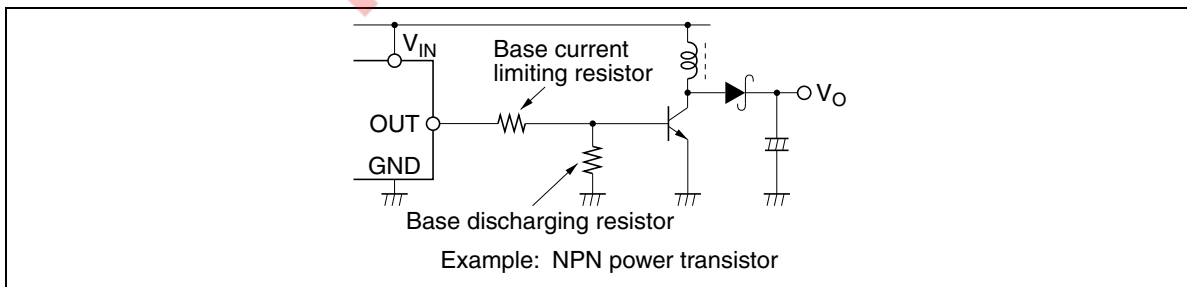 V_IN
Base current
limiting resistor
OUT
V_O
GND
Base discharging resistor
Example: NPN power transistor